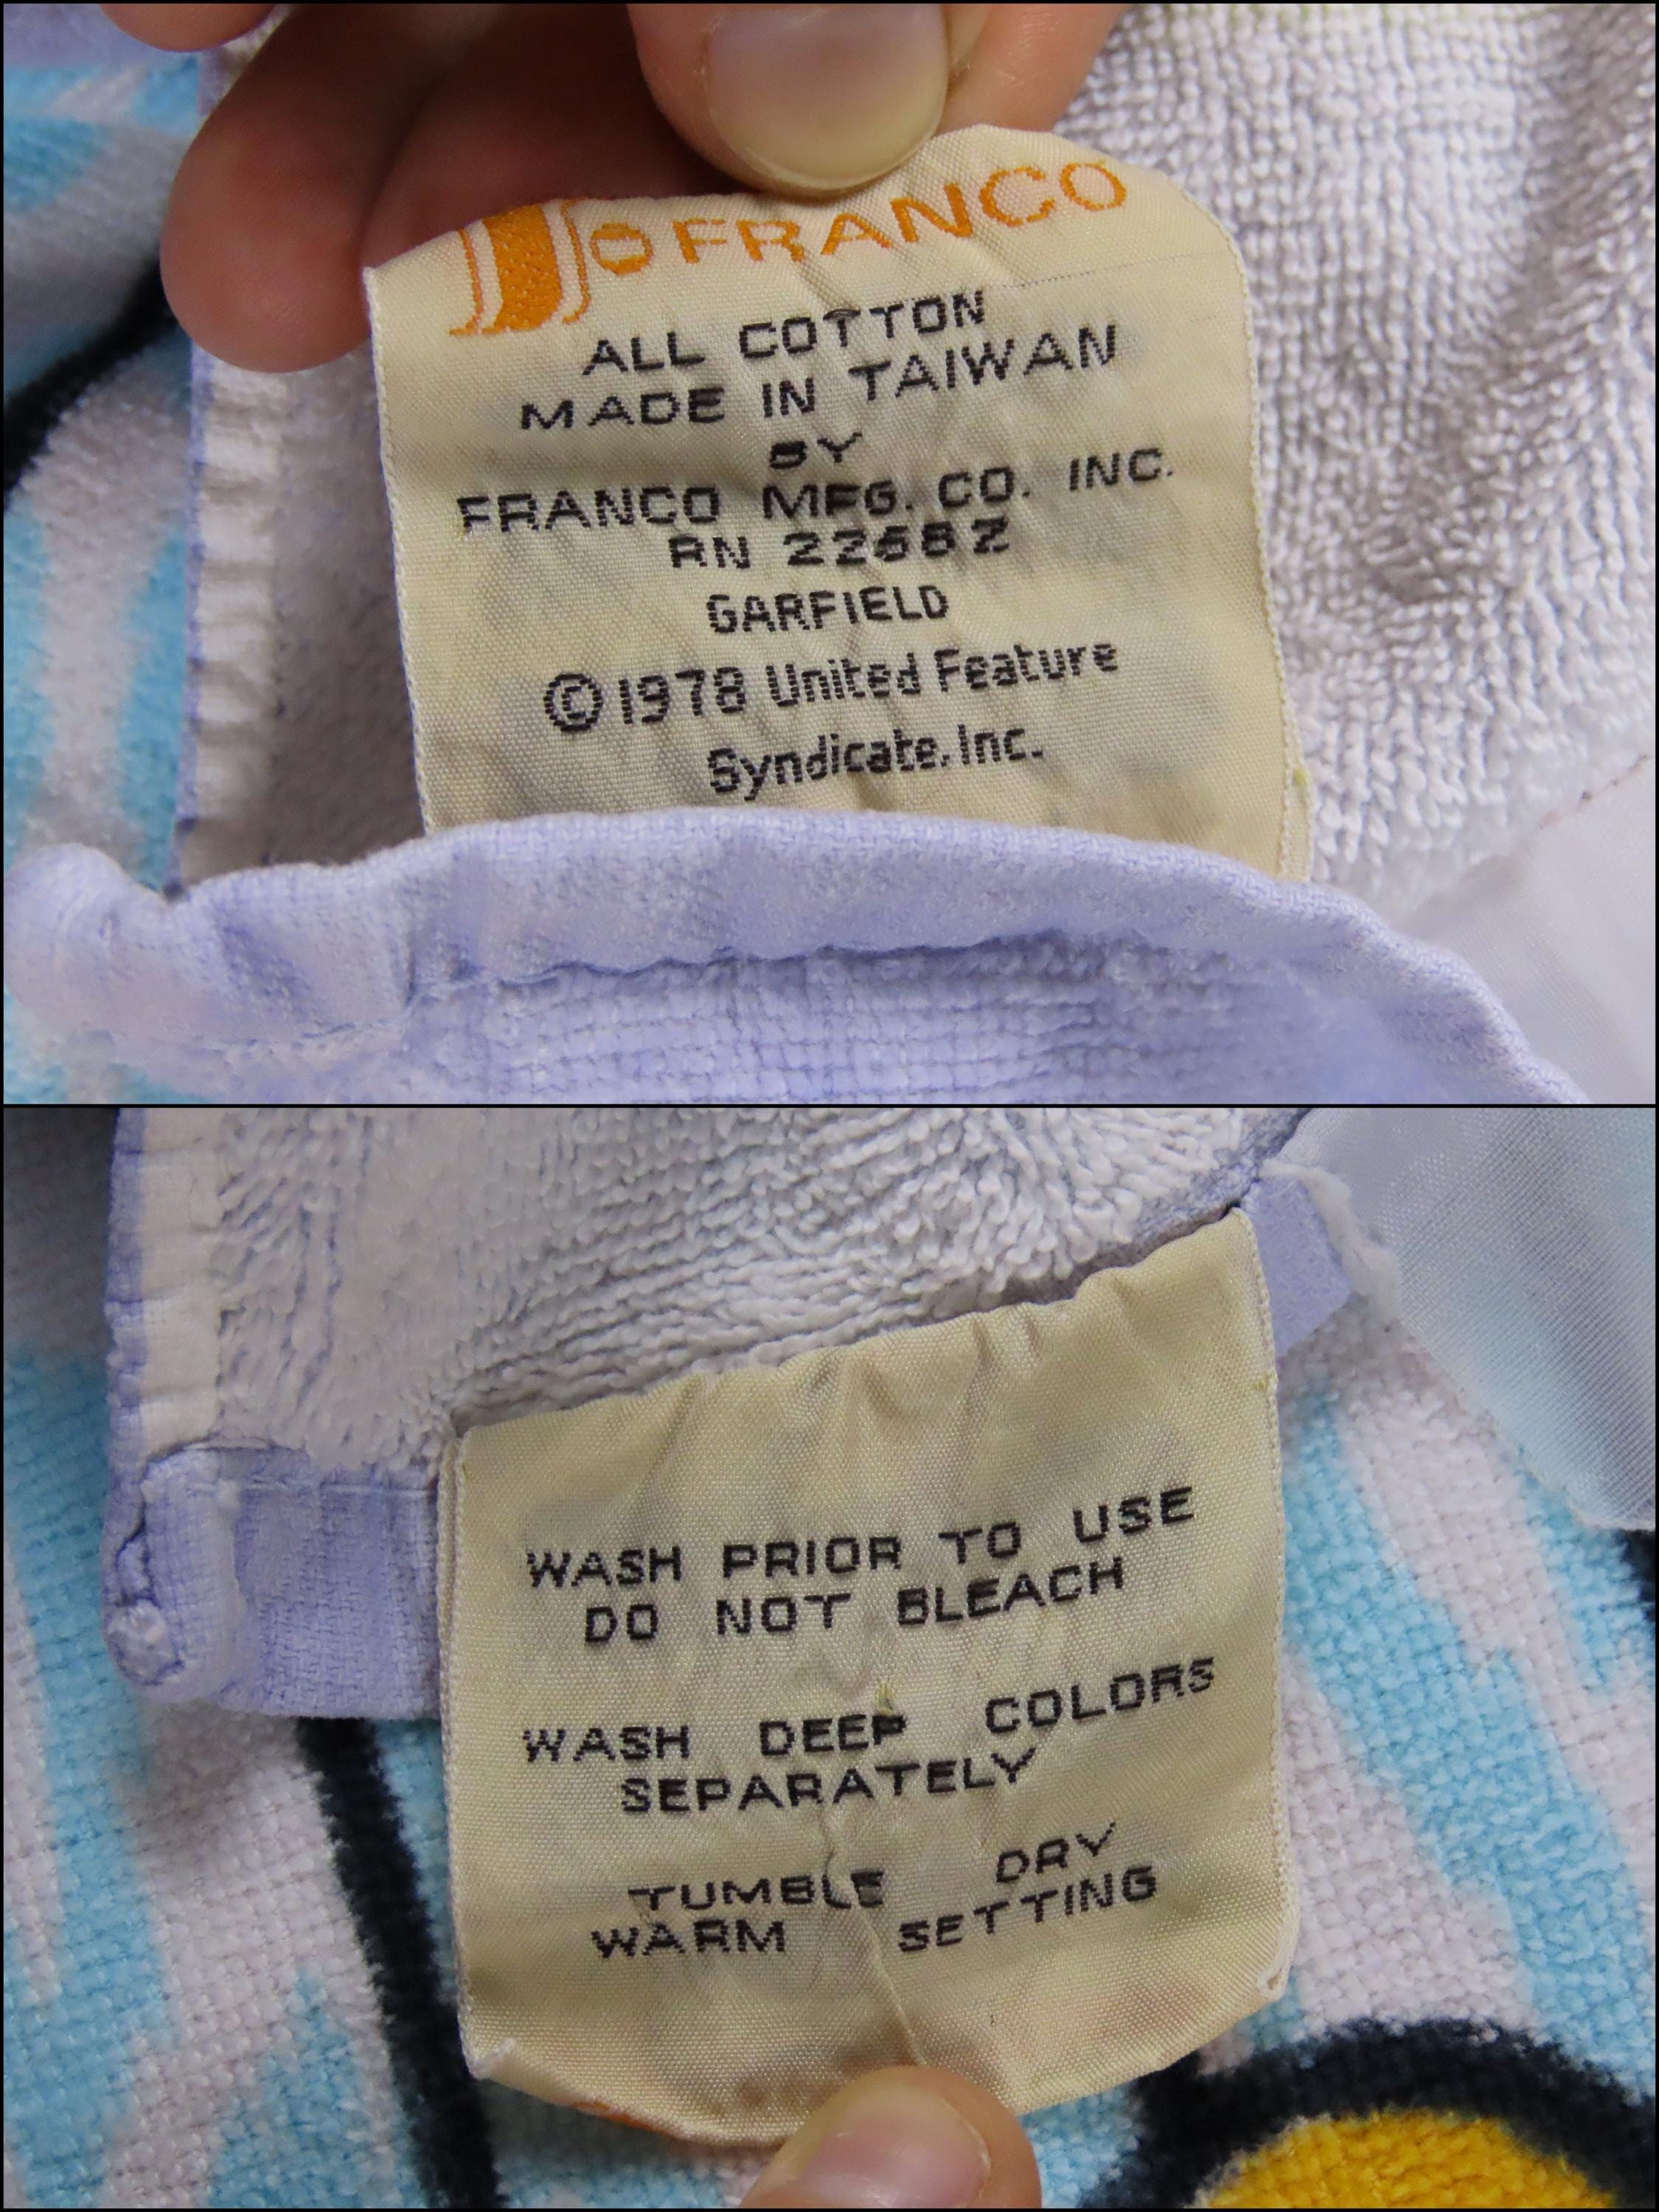 FRANCO
ALL COTTON
MADE IN TAIWAN
BY
FRANCO MFG. CO. INC.
RN 22682
GARFIELD
©1978 United Feature
Syndicate, Inc.
WASH PRIOR TO USE
DO NOT BLEACH
WASH DEEP COLORS
SEPARATELY
TUMBLE DRY
WARM SETTING